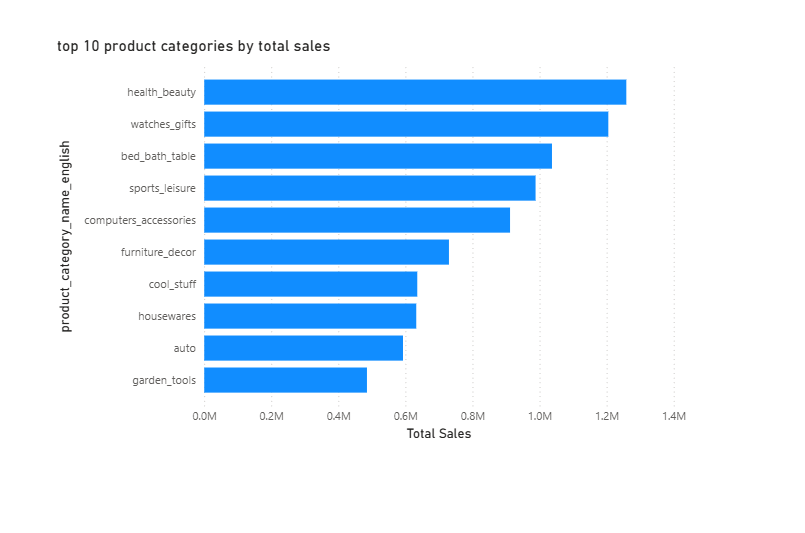 top 10 product categories by total sales
product_category_name_english
health_beauty
watches_gifts
bed_bath_table
sports_leisure
computers_accessories
furniture_decor
cool_stuff
housewares
auto
garden_tools
0.0M 0.2M 0.4M 0.6M 0.8M 1.0M 1.2M 1.4M
Total Sales